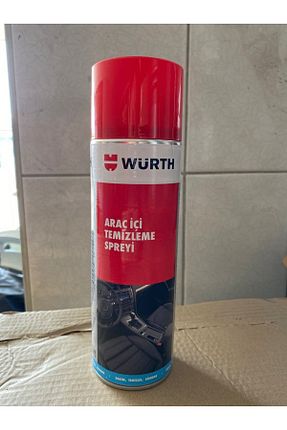 WÜRTH
ARAÇ İÇİ
TEMİZLEME
SPREYİ